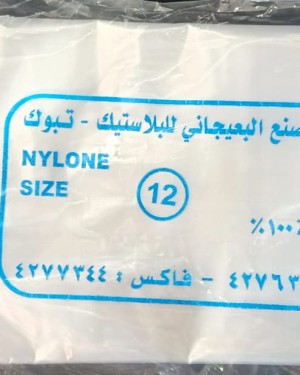 صنع البعيجاني للبلاستيك - تبوك
NYLONE
SIZE
12
٪١٠٠٪
٤٢٧٦٣ - فاكس : ٤٢٧٧٣٤٤